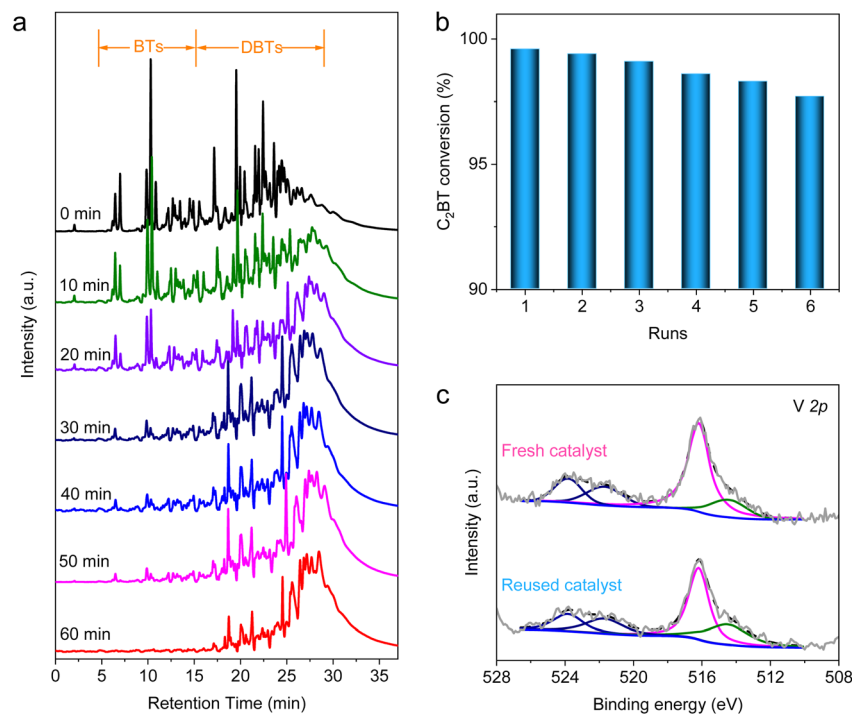 a
BTs
DBTs
0 min
10 min
20 min
30 min
40 min
50 min
60 min
Intensity (a.u.)
0 5 10 15 20 25 30 35
Retention Time (min)
b
100
95
90
C₂BT conversion (%)
1 2 3 4 5 6
Runs
c
V 2p
Fresh catalyst
Reused catalyst
Intensity (a.u.)
528 524 520 516 512 508
Binding energy (eV)